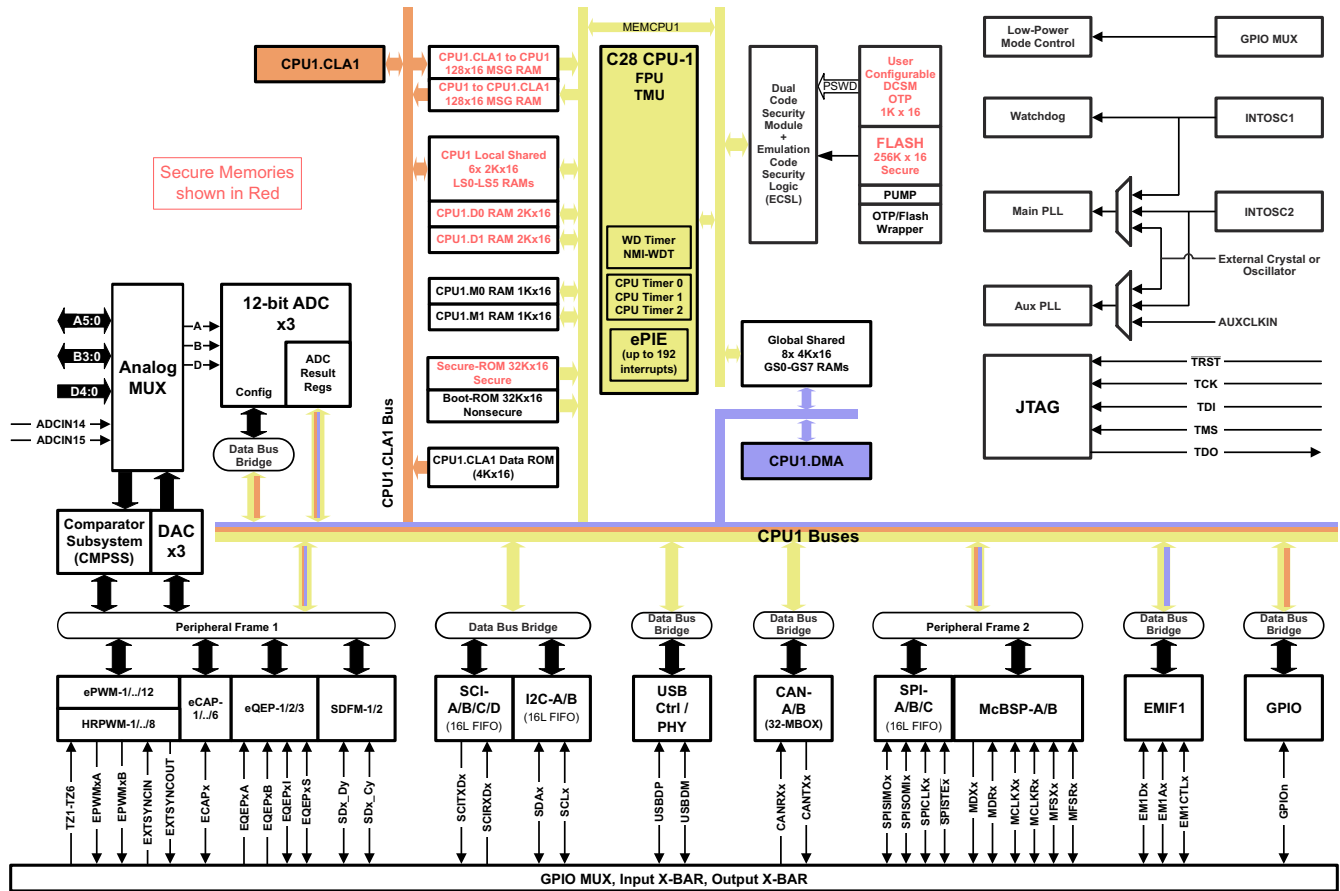 MEMCPU1
CPU1.CLA1
CPU1.CLA1 to CPU1
128x16 MSG RAM
CPU1 to CPU1.CLA1
128x16 MSG RAM
C28 CPU-1
FPU
TMU
Dual
Code
Security
Module
+
Emulation
Code
Security
Logic
(ECSL)
PSWD
User
Configurable
DCSM
OTP
1K x 16
FLASH
256K x 16
Secure
PUMP
OTP/Flash
Wrapper
Low-Power
Mode Control
GPIO MUX
Watchdog
INTOSC1
Main PLL
INTOSC2
External Crystal or
Oscillator
Aux PLL
AUXCLKIN
Secure Memories
shown in Red
CPU1 Local Shared
6x 2Kx16
LS0-LS5 RAMs
CPU1.D0 RAM 2Kx16
CPU1.D1 RAM 2Kx16
WD Timer
NMI-WDT
CPU1.M0 RAM 1Kx16
CPU1.M1 RAM 1Kx16
CPU Timer 0
CPU Timer 1
CPU Timer 2
ePIE
(up to 192
interrupts)
Secure-ROM 32Kx16
Secure
Boot-ROM 32Kx16
Nonsecure
CPU1.CLA1 Data ROM
(4Kx16)
CPU1.CLA1 Bus
Global Shared
8x 4Kx16
GS0-GS7 RAMs
CPU1.DMA
JTAG
TRST
TCK
TDI
TMS
TDO
A5:0
B3:0
D4:0
ADCIN14
ADCIN15
Analog
MUX
A
B
D
12-bit ADC
x3
ADC
Result
Regs
Config
Data Bus
Bridge
Comparator
Subsystem
(CMPSS)
DAC
x3
CPU1 Buses
Peripheral Frame 1
Data Bus Bridge
Data Bus
Bridge
Data Bus
Bridge
Peripheral Frame 2
Data Bus
Bridge
Data Bus
Bridge
ePWM-1/../12
HRPWM-1/../8
eCAP-
1/../6
eQEP-1/2/3
SDFM-1/2
SCI-
A/B/C/D
(16L FIFO)
I2C-A/B
(16L FIFO)
USB
Ctrl /
PHY
CAN-
A/B
(32-MBOX)
SPI-
A/B/C
(16L FIFO)
McBSP-A/B
EMIF1
GPIO
TZ1-TZ6
EPWMxA
EPWMxB
EXTSYNCIN
EXTSYNCOUT
ECAPx
EQEPxA
EQEPxB
EQEPxI
EQEPxS
SDx_Dy
SDx_Cy
SCITXDx
SCIRXDx
SDAx
SCLx
USBDP
USBDM
CANRXx
CANTXx
SPISIMOx
SPISOMIx
SPICLKx
SPISTEx
MDXx
MDRx
MCLKXx
MCLKRx
MFSXx
MFSRx
EM1Dx
EM1Ax
EM1CTLx
GPIOn
GPIO MUX, Input X-BAR, Output X-BAR